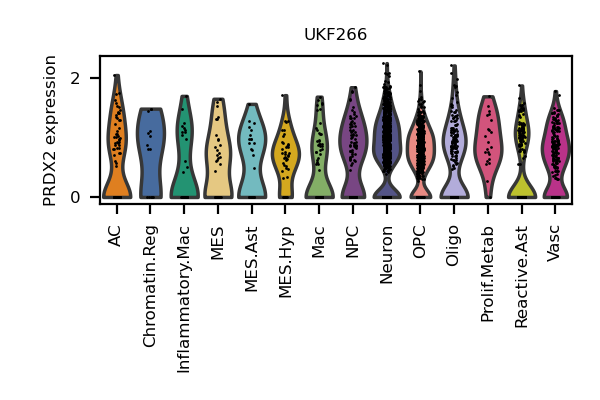 UKF266
PRDX2 expression
2
0
AC
Chromatin.Reg
Inflammatory.Mac
MES
MES.Ast
MES.Hyp
Mac
NPC
Neuron
OPC
Oligo
Prolif.Metab
Reactive.Ast
Vasc